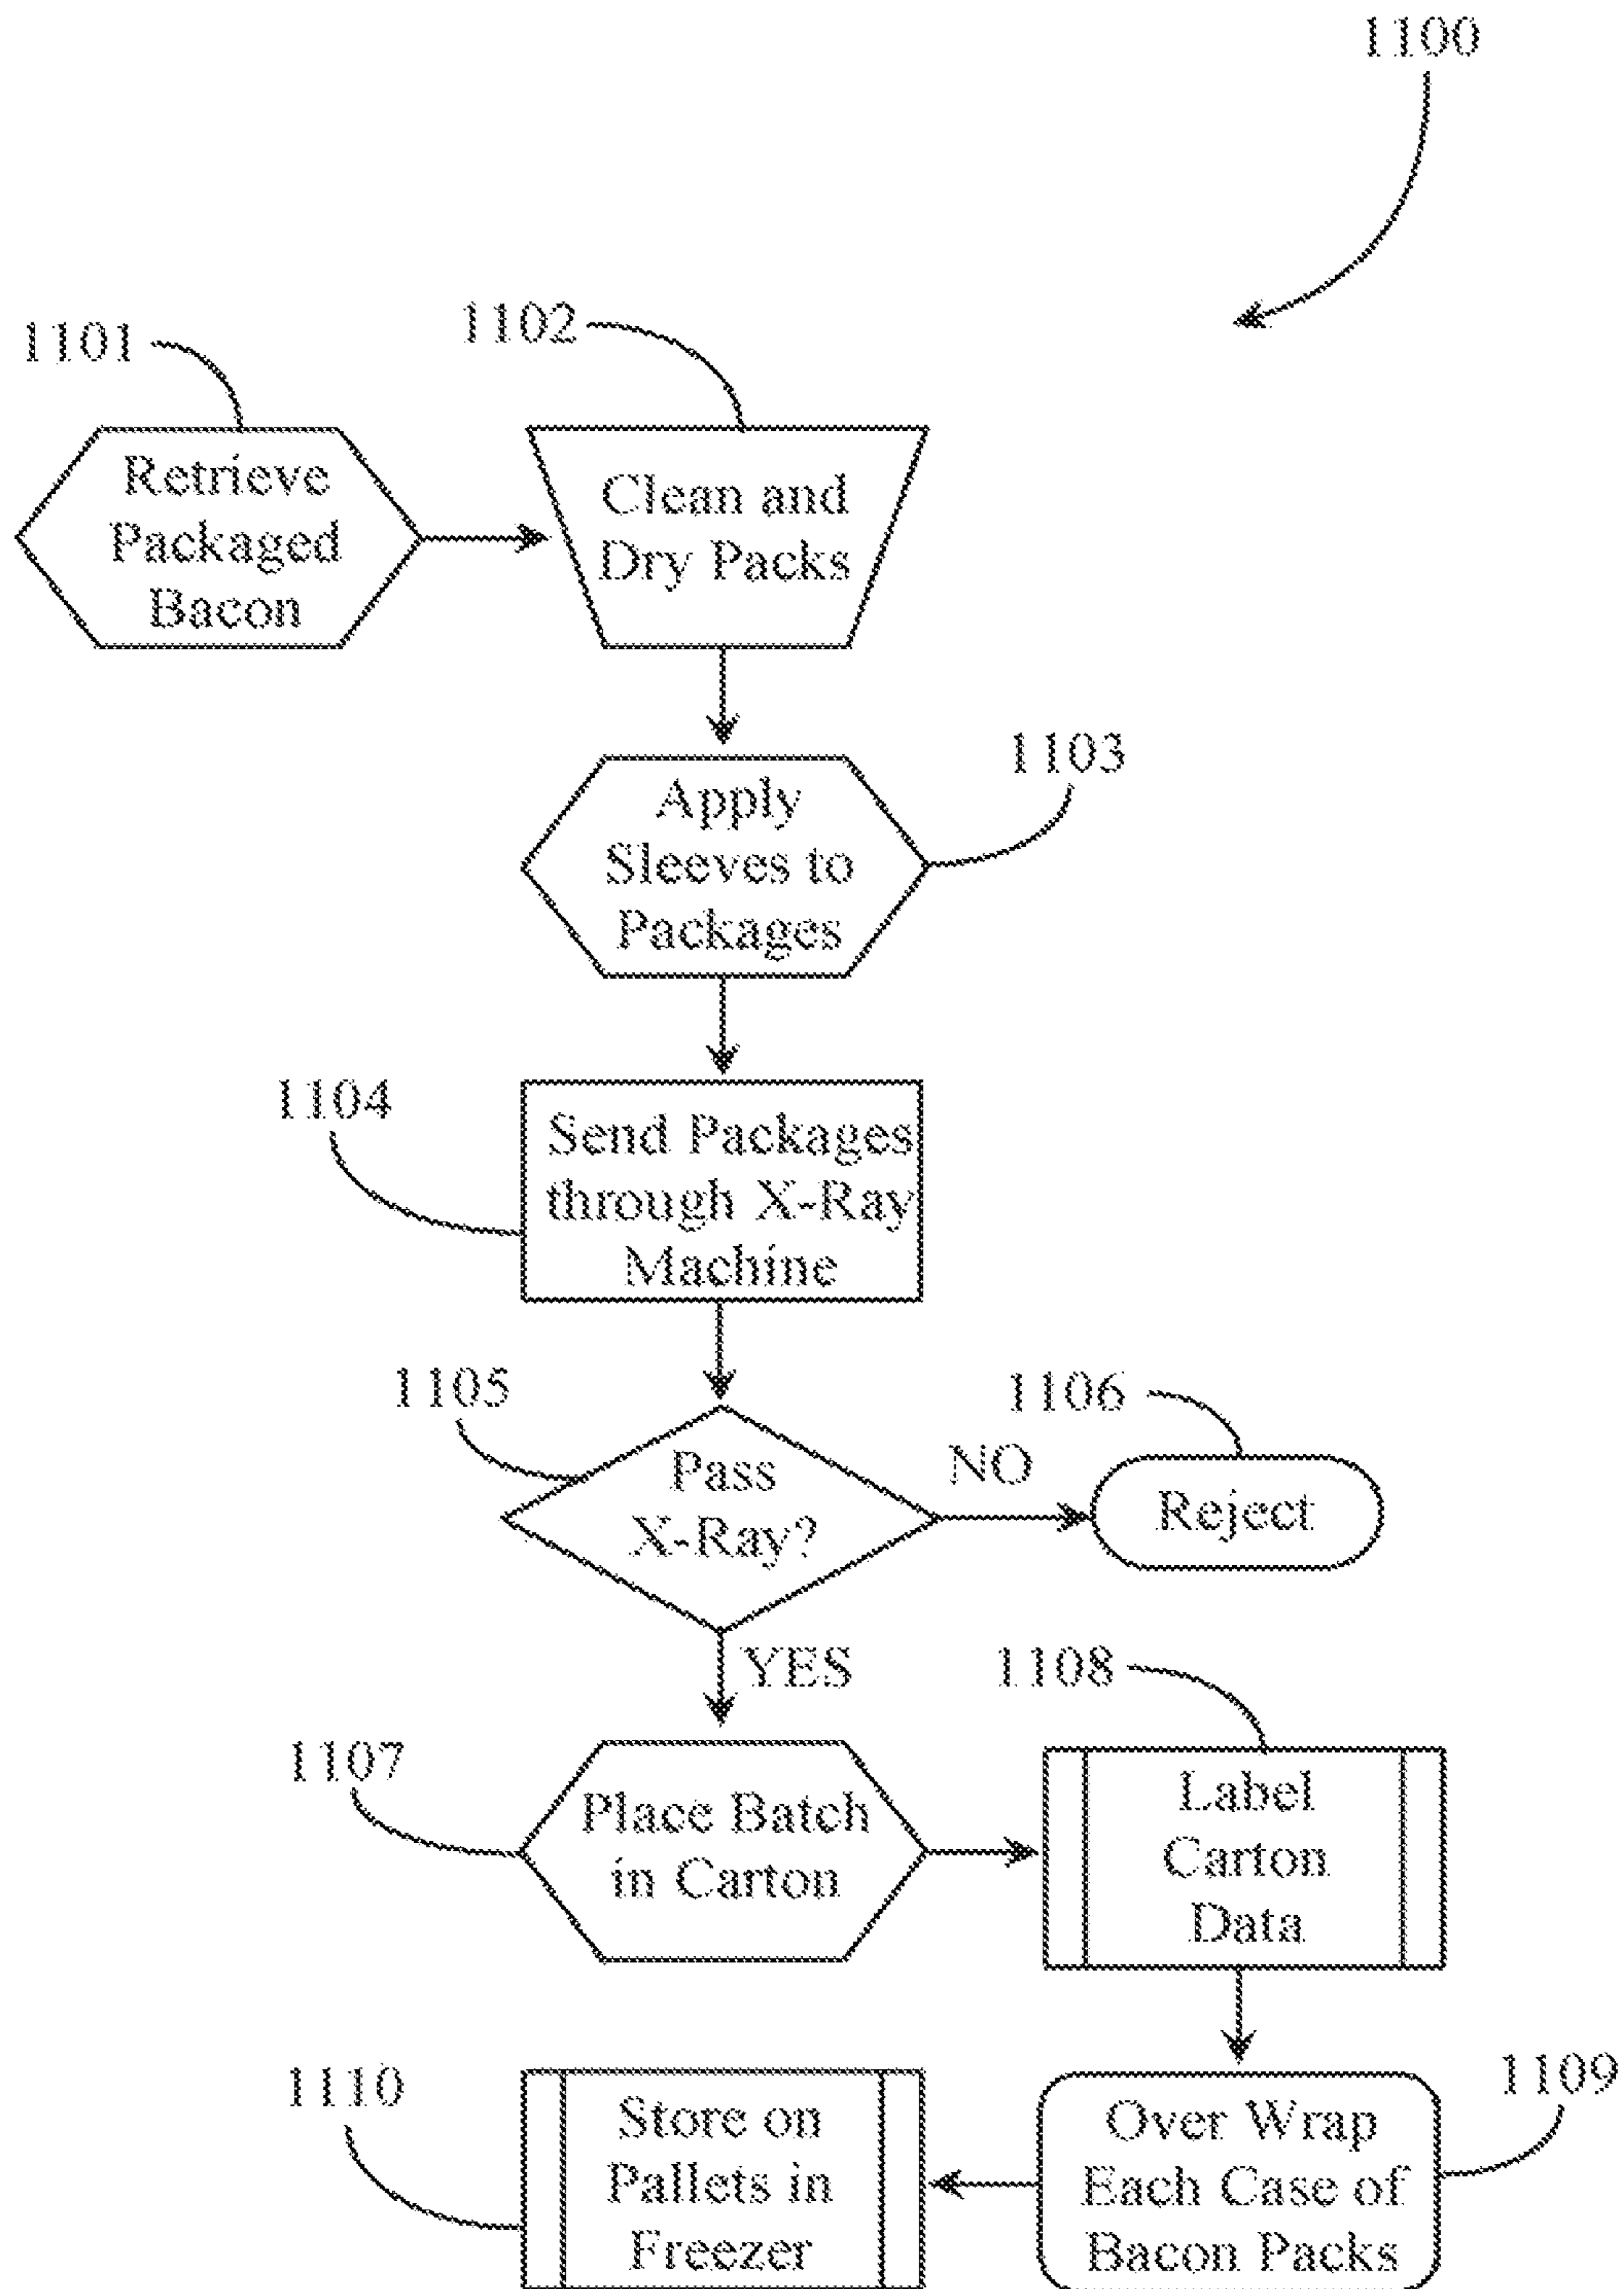 1100
1101
1102
Retrieve
Packaged
Bacon
Clean and
Dry Packs
1103
Apply
Sleeves to
Packages
1104
Send Packages
through X-Ray
Machine
1105
Pass
X-Ray?
NO
1106
Reject
YES
1107
Place Batch
in Carton
1108
Label
Carton
Data
1109
Over Wrap
Each Case of
Bacon Packs
1110
Store on
Pallets in
Freezer